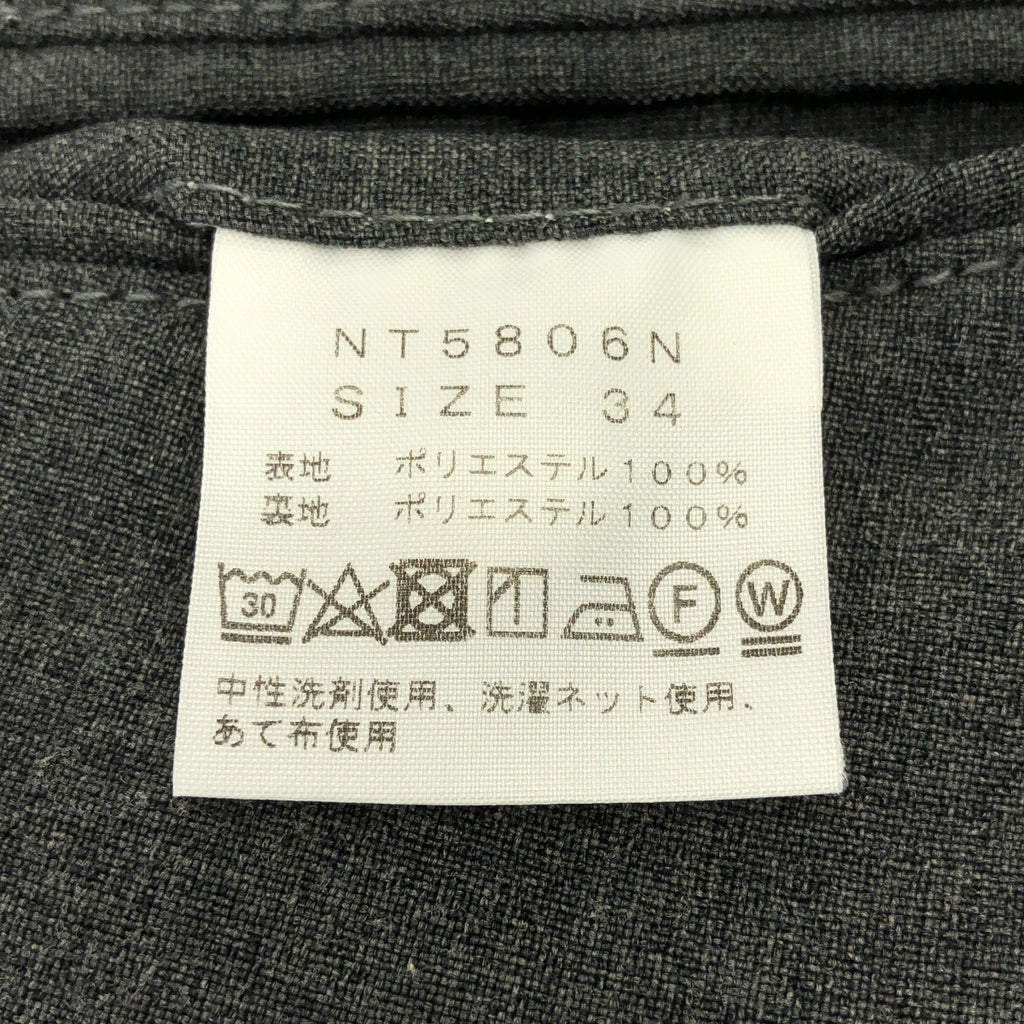 NT5806N
SIZE 34
表地 ポリエステル100%
裏地 ポリエステル100%
30 F W
中性洗剤使用、洗濯ネット使用、
あて布使用